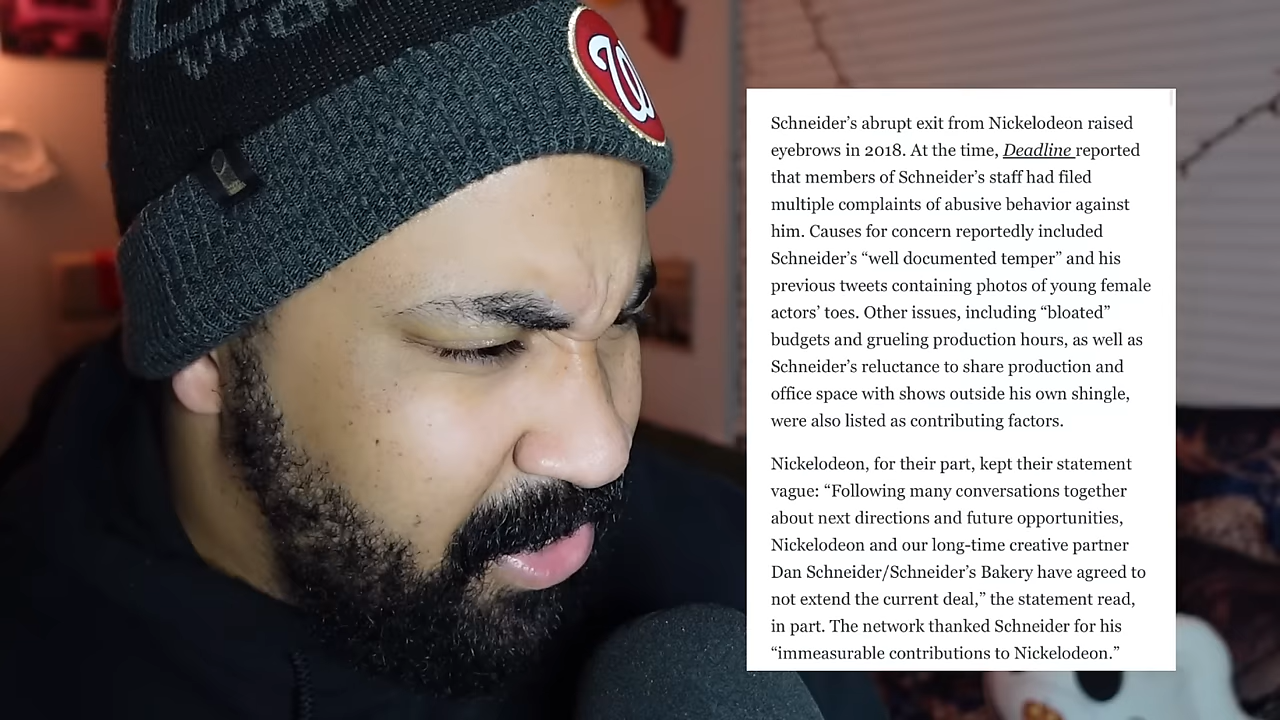 W
Schneider’s abrupt exit from Nickelodeon raised
eyebrows in 2018. At the time, Deadline reported
that members of Schneider’s staff had filed
multiple complaints of abusive behavior against
him. Causes for concern reportedly included
Schneider’s “well documented temper” and his
previous tweets containing photos of young female
actors’ toes. Other issues, including “bloated”
budgets and grueling production hours, as well as
Schneider’s reluctance to share production and
office space with shows outside his own shingle,
were also listed as contributing factors.
Nickelodeon, for their part, kept their statement
vague: “Following many conversations together
about next directions and future opportunities,
Nickelodeon and our long-time creative partner
Dan Schneider/Schneider’s Bakery have agreed to
not extend the current deal,” the statement read,
in part. The network thanked Schneider for his
“immeasurable contributions to Nickelodeon.”